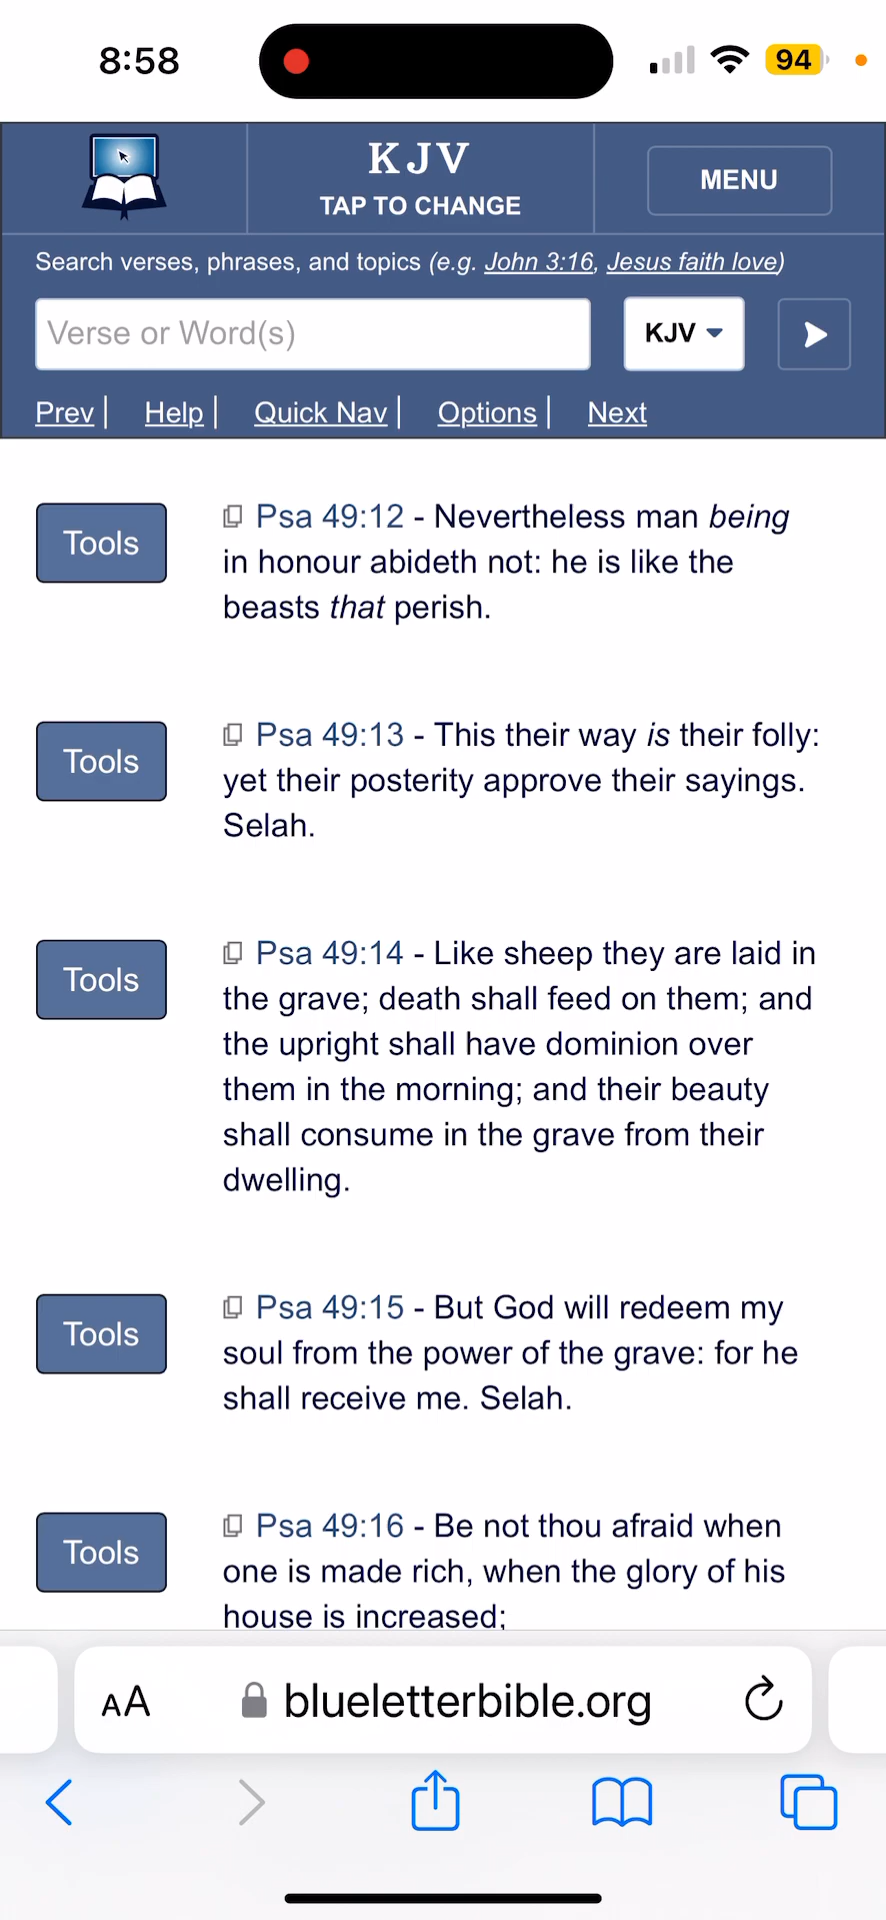 8:58
94
KJV
TAP TO CHANGE
MENU
Search verses, phrases, and topics (e.g. John 3:16, Jesus faith love)
Verse or Word(s)
KJV
Prev | Help | Quick Nav | Options | Next
Tools
Psa 49:12 - Nevertheless man being
in honour abideth not: he is like the
beasts that perish.
Tools
Psa 49:13 - This their way is their folly:
yet their posterity approve their sayings.
Selah.
Tools
Psa 49:14 - Like sheep they are laid in
the grave; death shall feed on them; and
the upright shall have dominion over
them in the morning; and their beauty
shall consume in the grave from their
dwelling.
Tools
Psa 49:15 - But God will redeem my
soul from the power of the grave: for he
shall receive me. Selah.
Tools
Psa 49:16 - Be not thou afraid when
one is made rich, when the glory of his
house is increased;
AA
blueletterbible.org